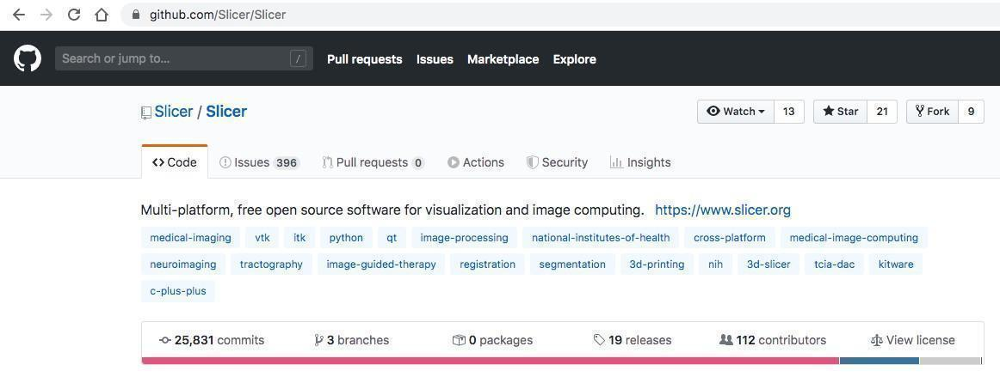 github.com/Slicer/Slicer
Search or jump to... / Pull requests Issues Marketplace Explore
Slicer / Slicer Watch 13 Star 21 Fork 9
<> Code Issues 396 Pull requests 0 Actions Security Insights
Multi-platform, free open source software for visualization and image computing. https://www.slicer.org
medical-imaging vtk itk python qt image-processing national-institutes-of-health cross-platform medical-image-computing
neuroimaging tractography image-guided-therapy registration segmentation 3d-printing nih 3d-slicer tcia-dac kitware
c-plus-plus
25,831 commits 3 branches 0 packages 19 releases 112 contributors View license